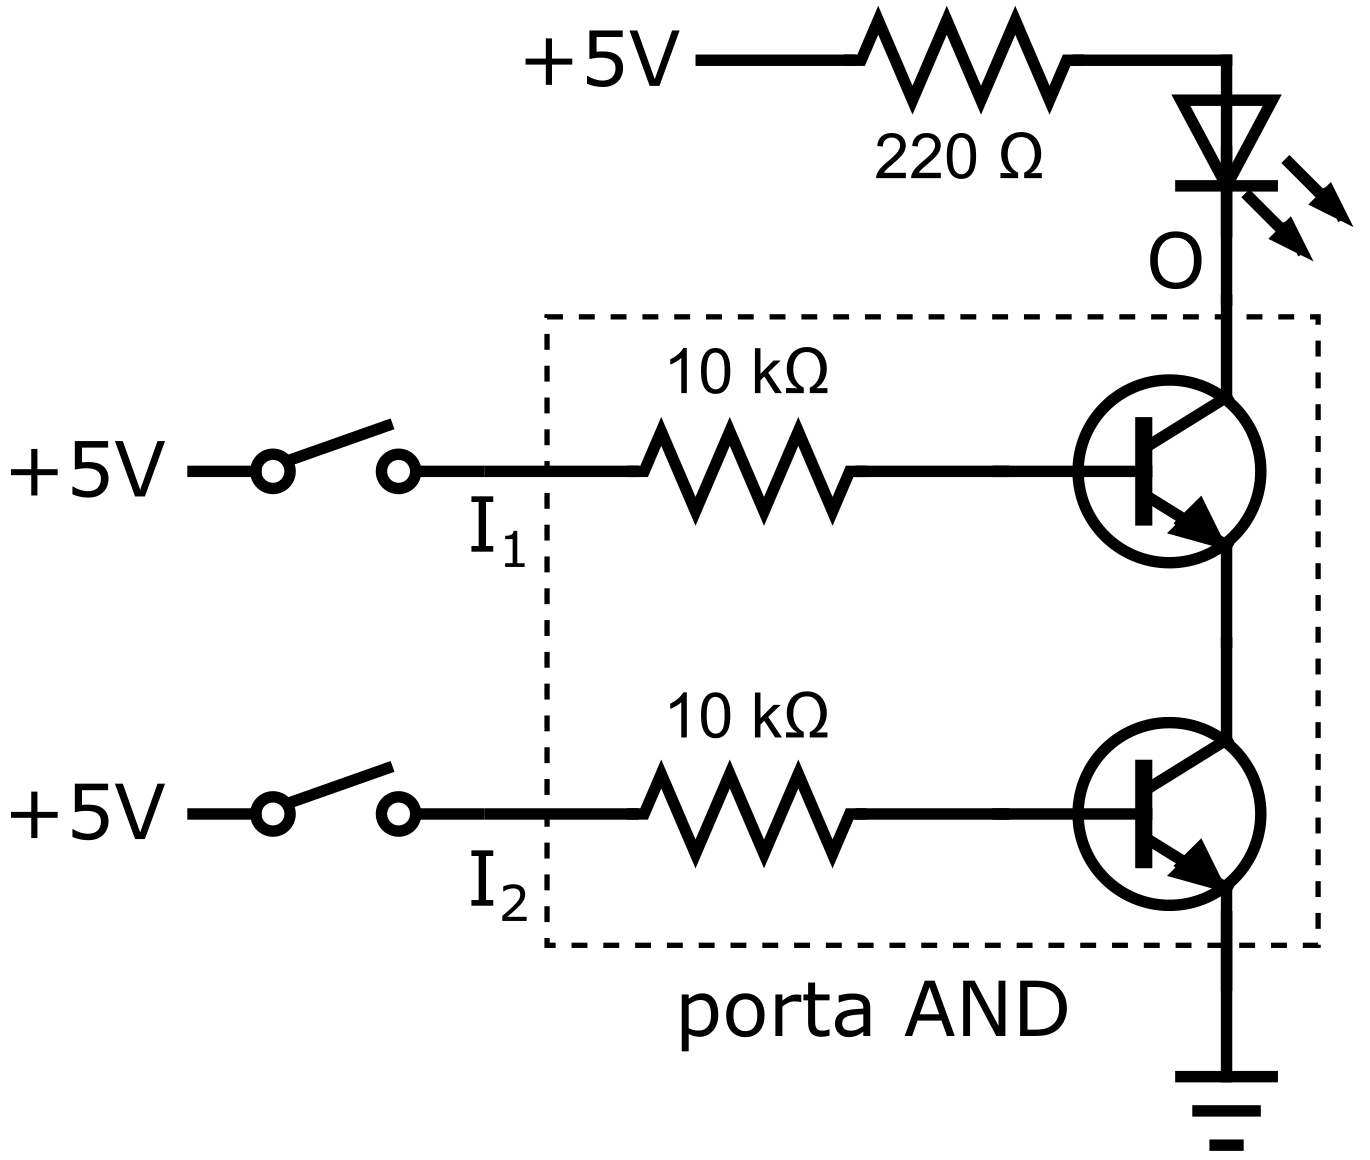 +5V
220 Ω
O
10 kΩ
+5V
I₁
10 kΩ
+5V
I₂
porta AND